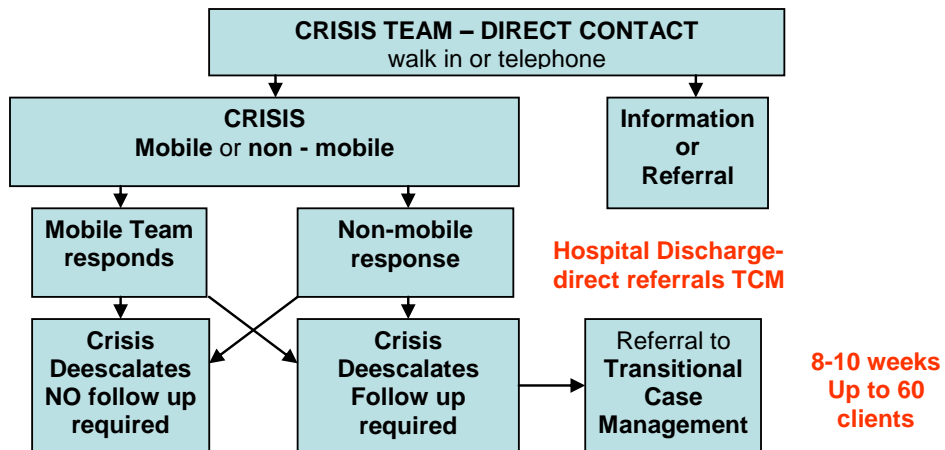 CRISIS TEAM – DIRECT CONTACT
walk in or telephone
CRISIS
Mobile or non - mobile
Information
or
Referral
Mobile Team
responds
Non-mobile
response
Hospital Discharge-
direct referrals TCM
Crisis
Deescalates
NO follow up
required
Crisis
Deescalates
Follow up
required
Referral to
Transitional
Case
Management
8-10 weeks
Up to 60
clients